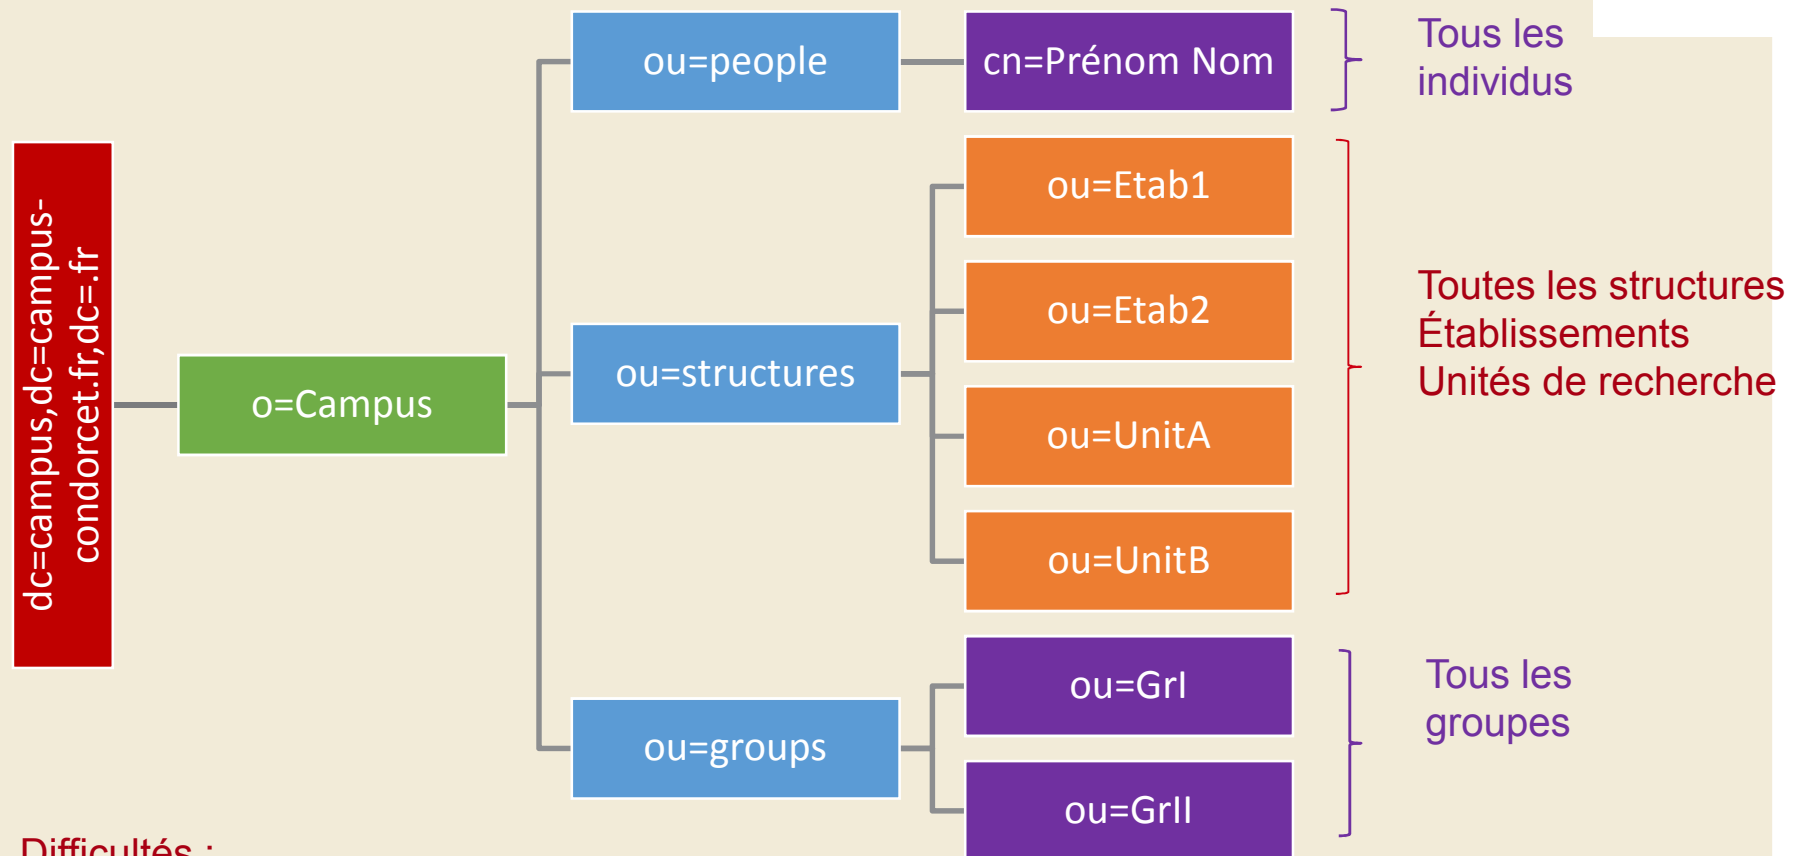 dc=campus,dc=campus-
condorcet.fr,dc=.fr
o=Campus
ou=people
cn=Prénom Nom
Tous les
individus
ou=structures
ou=Etab1
ou=Etab2
ou=UnitA
ou=UnitB
Toutes les structures
Établissements
Unités de recherche
ou=groups
ou=GrI
ou=GrII
Tous les
groupes
Difficultés :